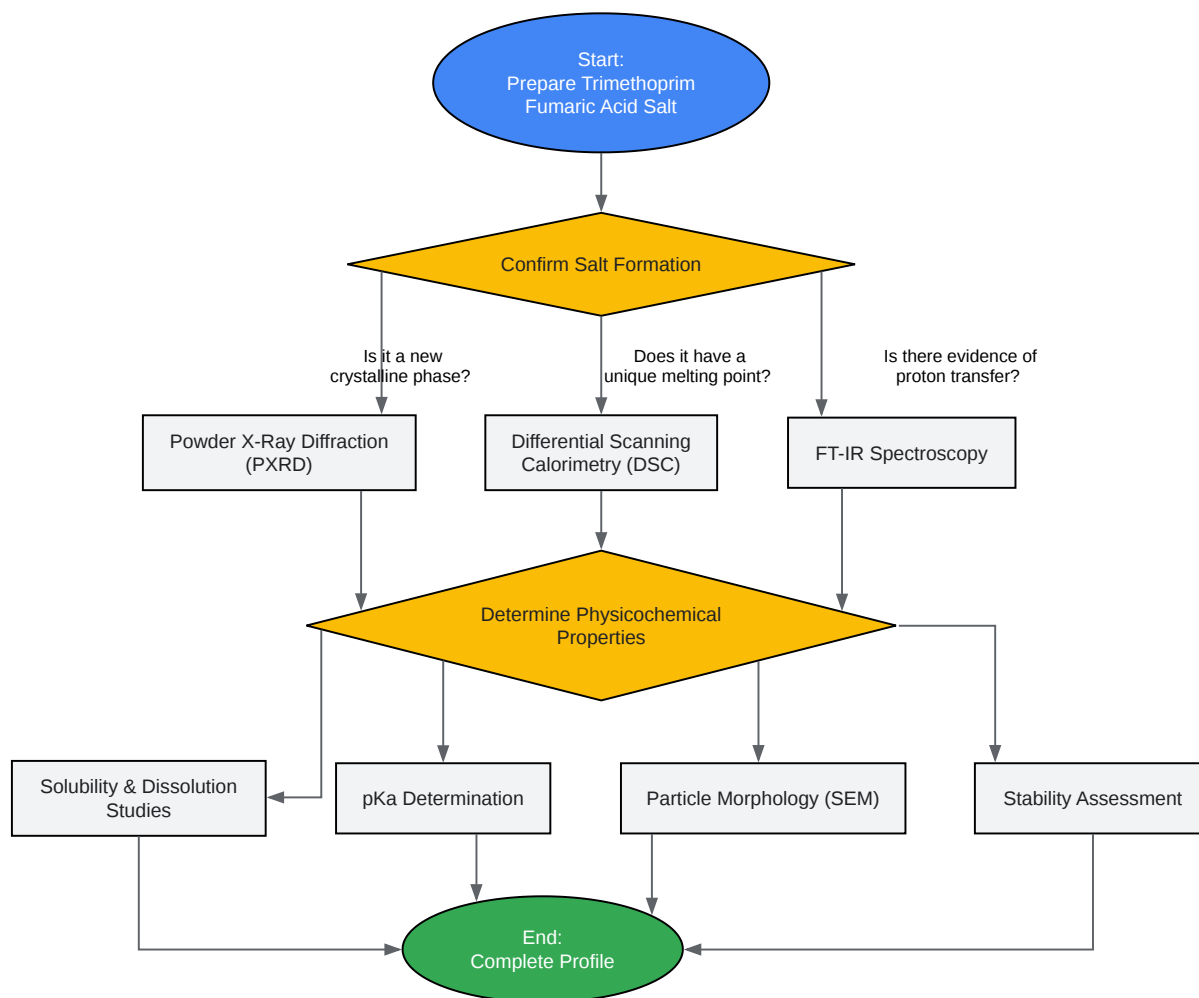 Start:
Prepare Trimethoprim
Fumaric Acid Salt
Confirm Salt Formation
Is it a new
crystalline phase?
Does it have a
unique melting point?
Is there evidence of
proton transfer?
Powder X-Ray Diffraction
(PXRD)
Differential Scanning
Calorimetry (DSC)
FT-IR Spectroscopy
Determine Physicochemical
Properties
Solubility & Dissolution
Studies
pKa Determination
Particle Morphology (SEM)
Stability Assessment
End:
Complete Profile